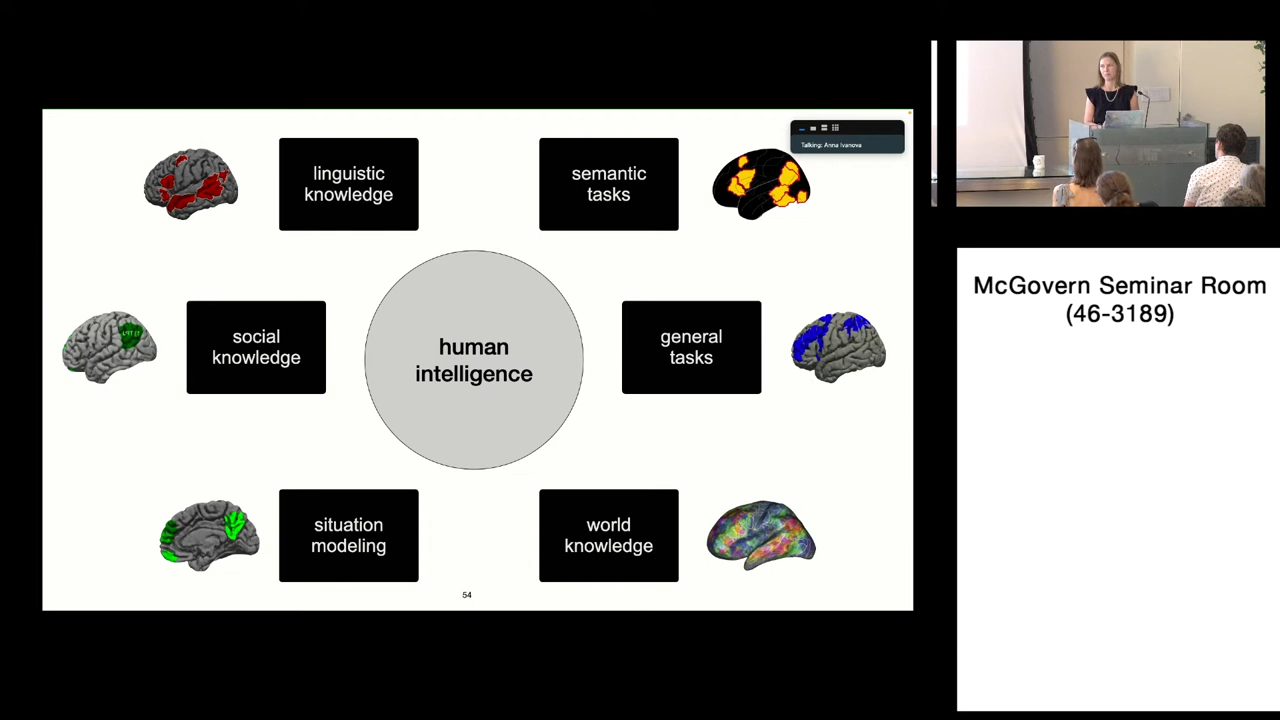 linguistic
knowledge
semantic
tasks
Talking: Anna Ivanova
social
knowledge
human
intelligence
general
tasks
situation
modeling
world
knowledge
54
McGovern Seminar Room
(46-3189)